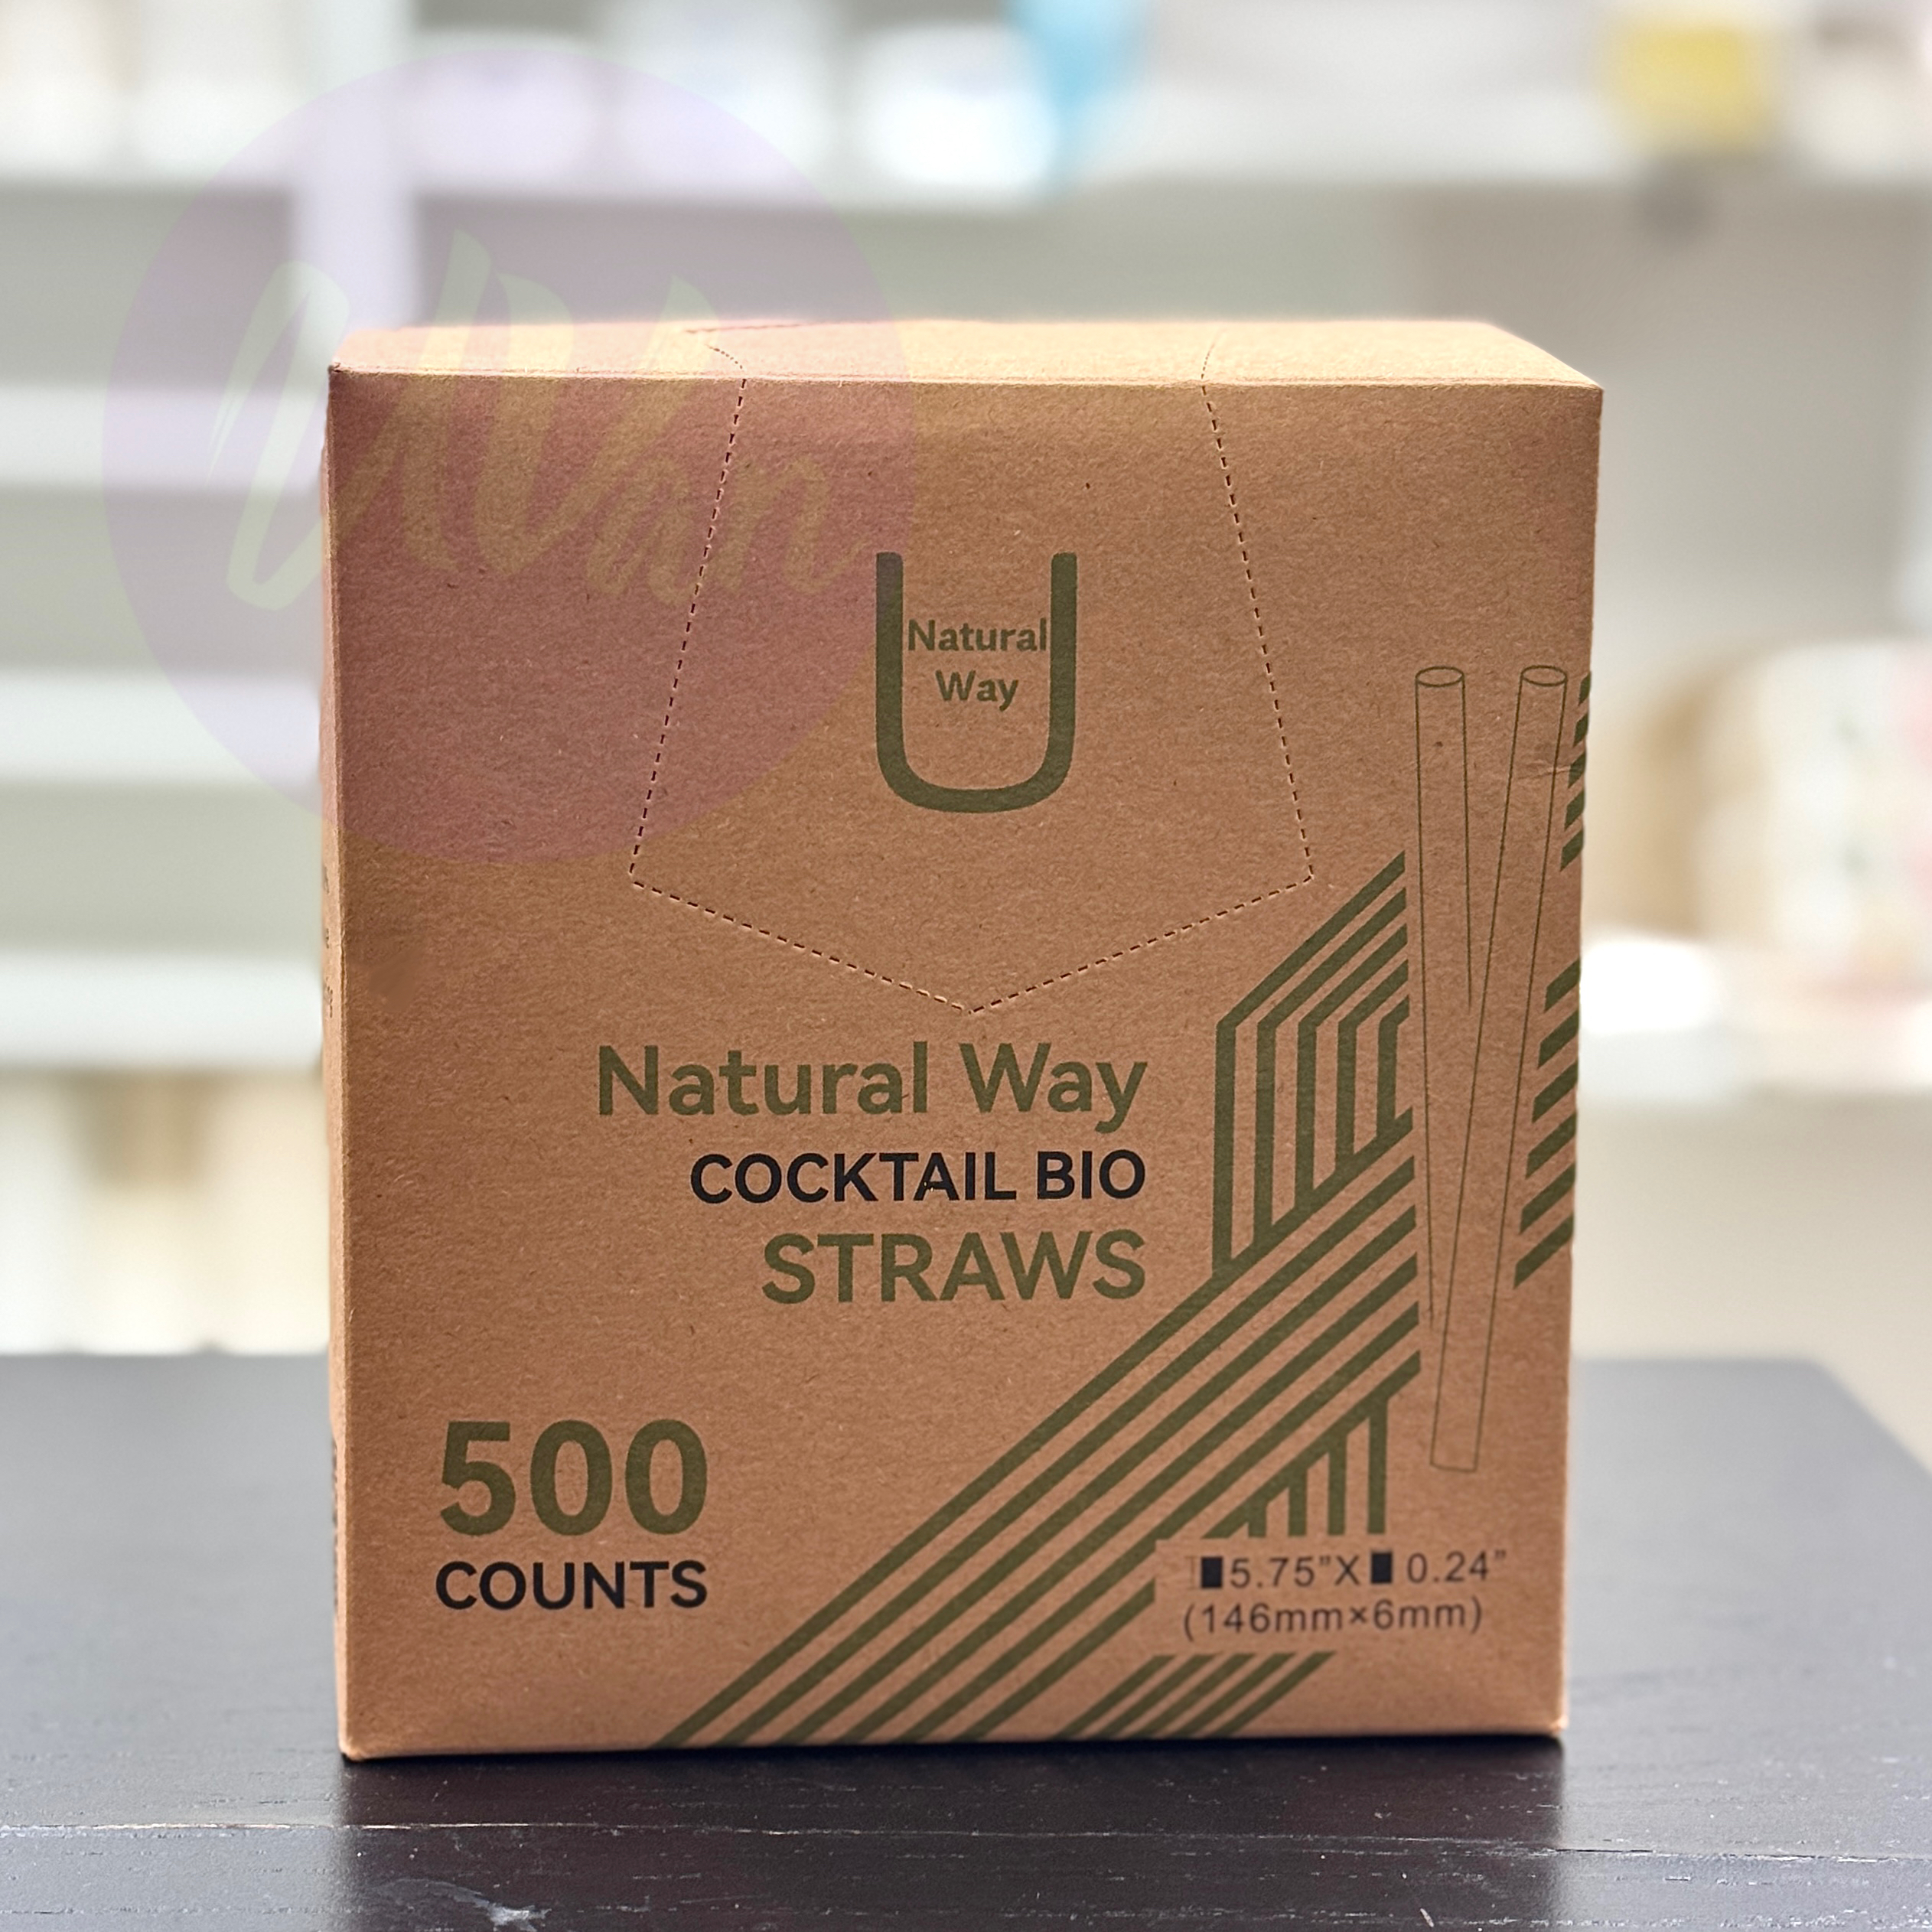 Natural
Way
Natural Way
COCKTAIL BIO
STRAWS
500
COUNTS
5.75”X 0.24”
(146mm×6mm)